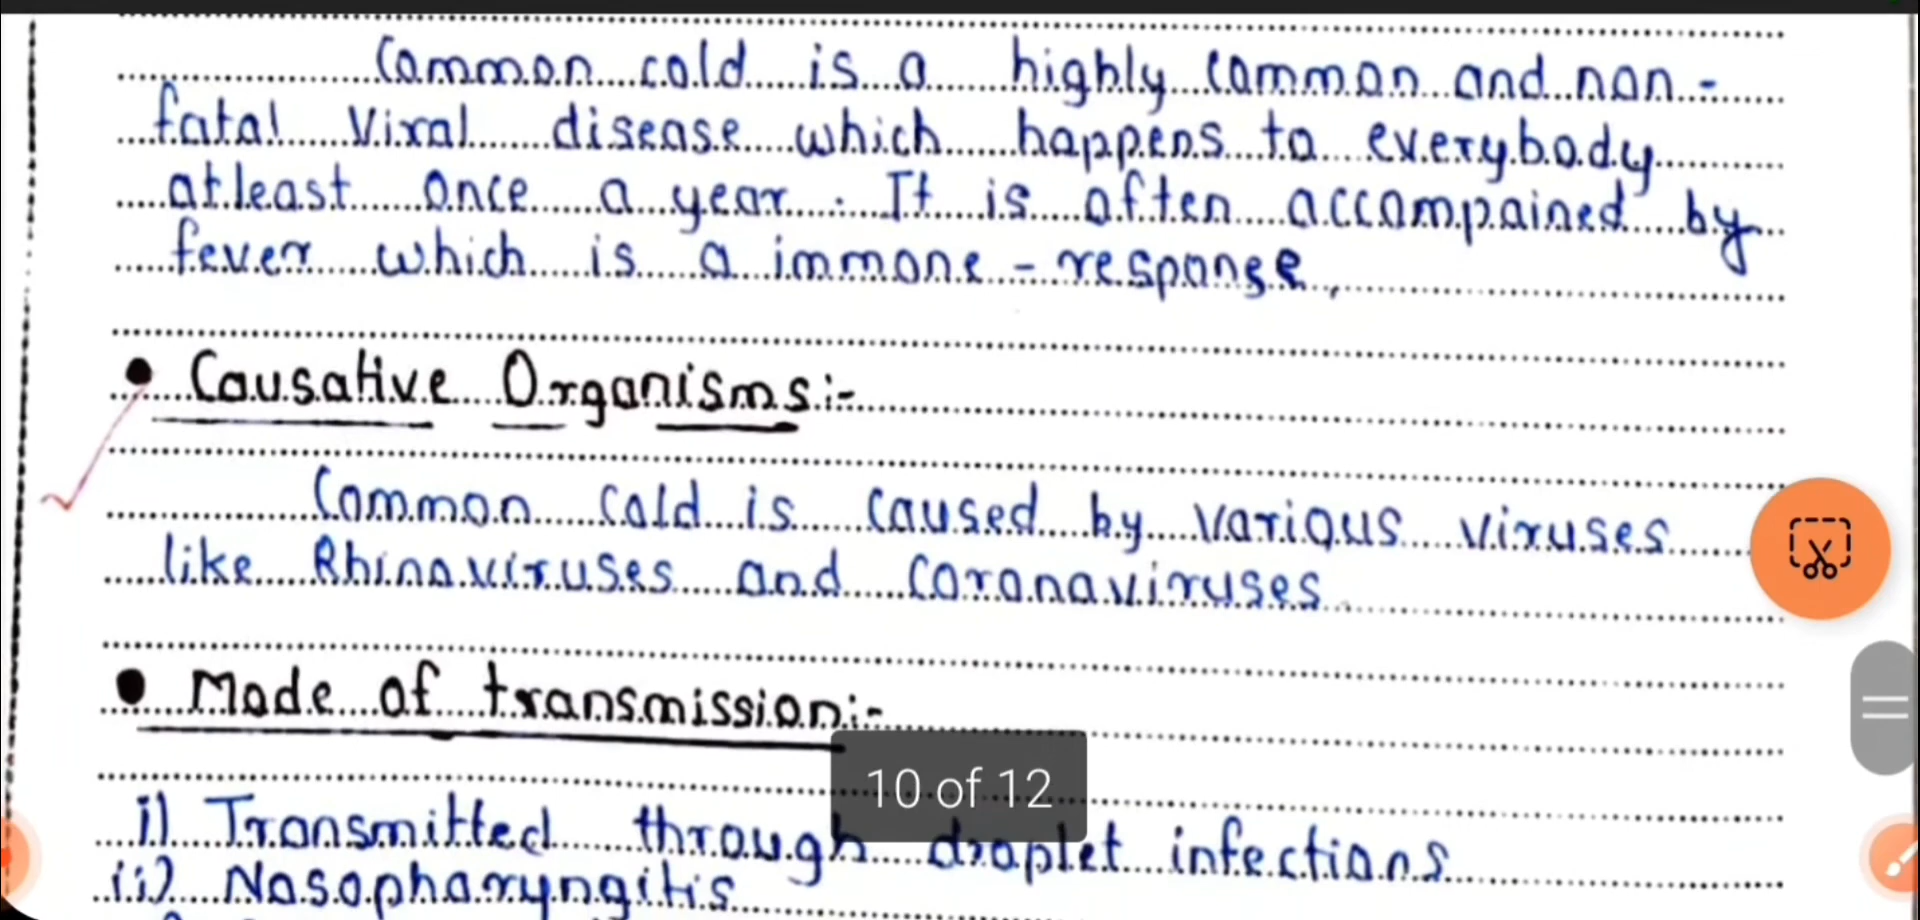 Common cold is a highly common and non-
fatal Viral disease which happens to everybody
atleast once a year. It is often accompained by
fever which is a immone - response,
• Causative Organisms:-
Common cold is caused by various viruses
like Rhinoviruses and coronaviruses.
• Mode of transmission:-
10 of 12
i) Transmitted through droplet infections
ii) Nasopharyngitis